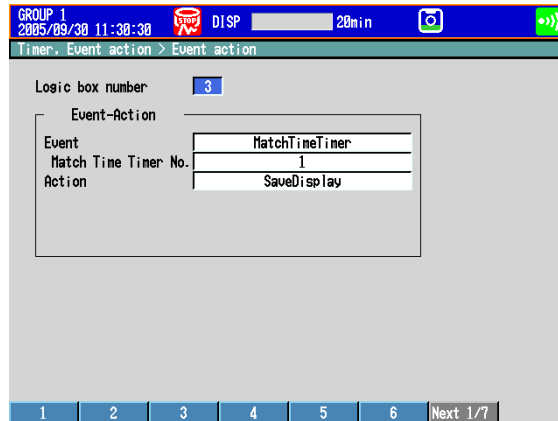 GROUP 1
2005/09/30 11:30:30 STOP DISP 20min
Timer, Event action > Event action
Logic box number 3
Event-Action
Event MatchTimeTimer
Match Time Timer No. 1
Action SaveDisplay
1 2 3 4 5 6 Next 1/7